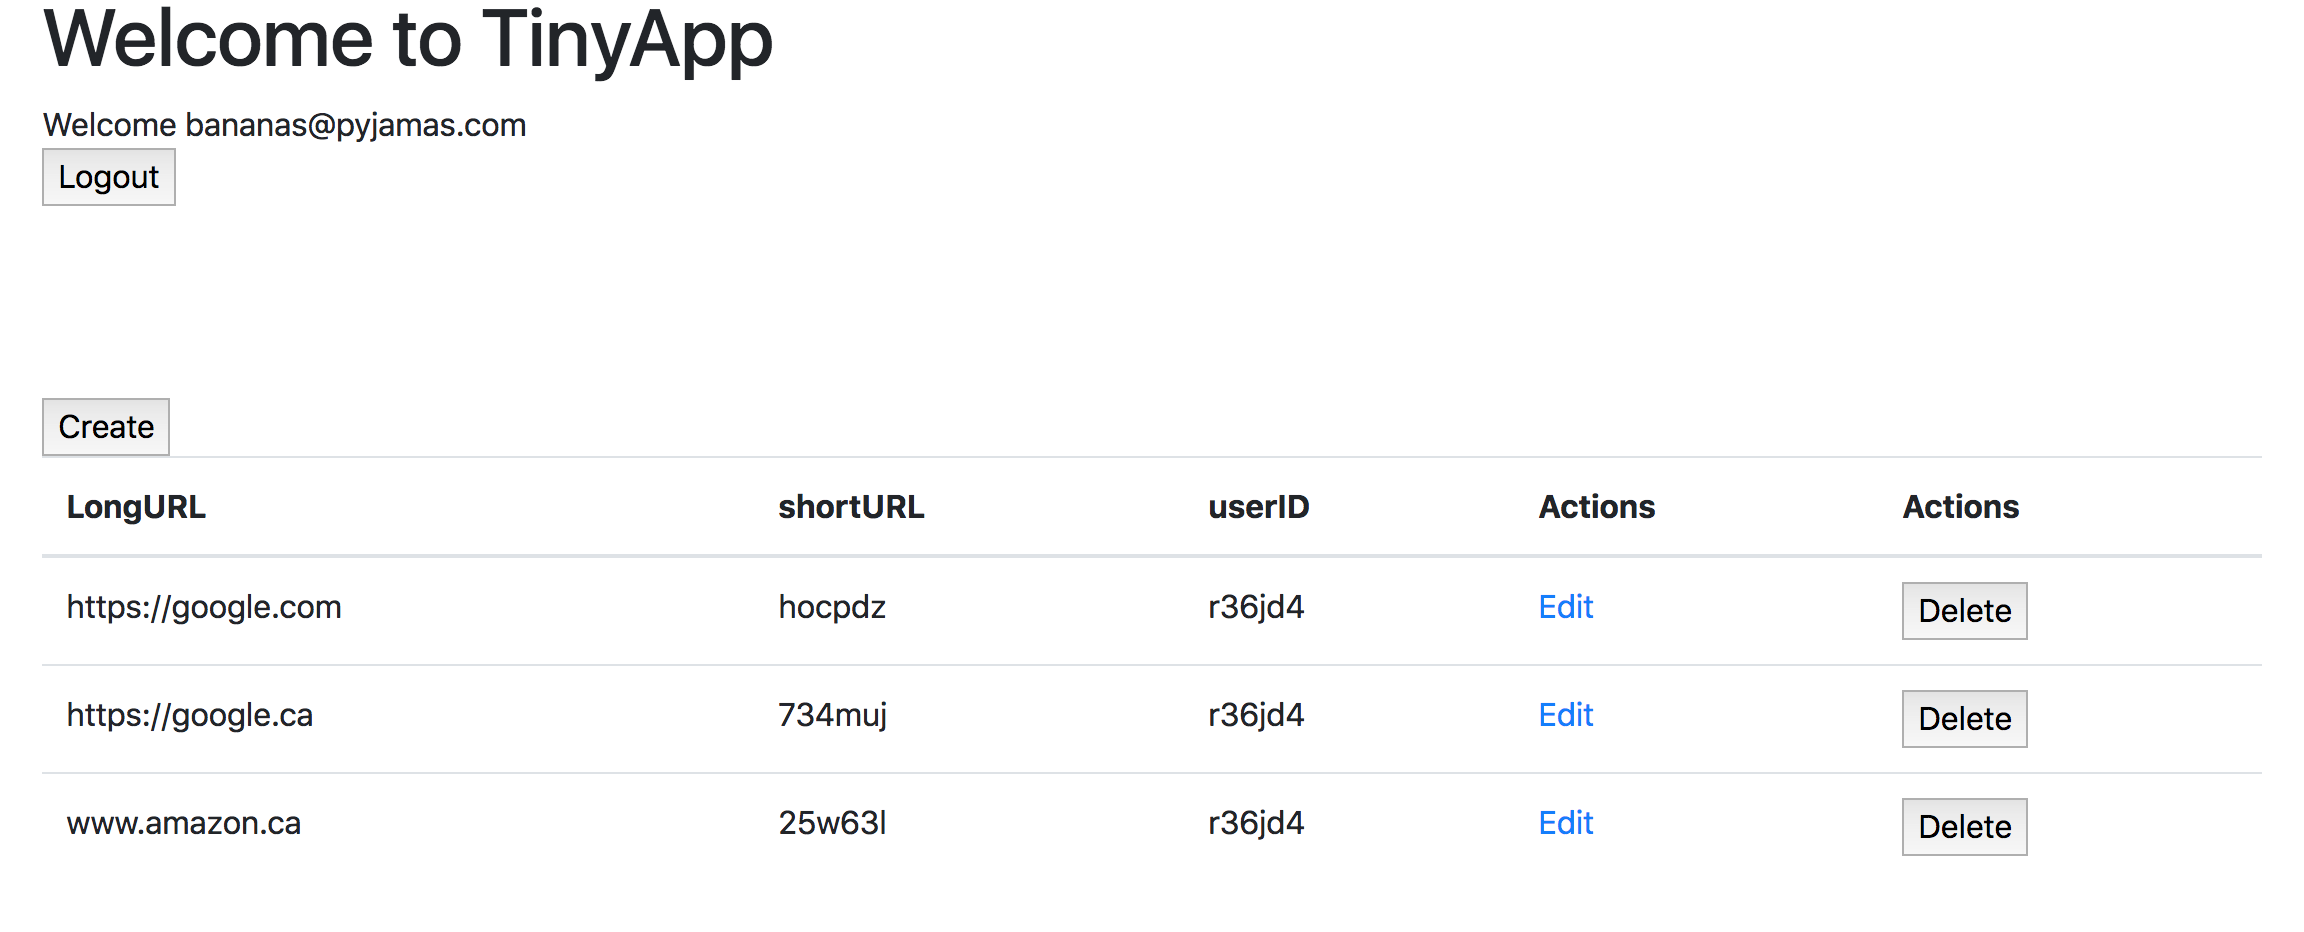 Welcome to TinyApp
Welcome bananas@pyjamas.com
Logout
Create
LongURL shortURL userID Actions Actions
https://google.com hocpdz r36jd4 Edit Delete
https://google.ca 734muj r36jd4 Edit Delete
www.amazon.ca 25w63l r36jd4 Edit Delete